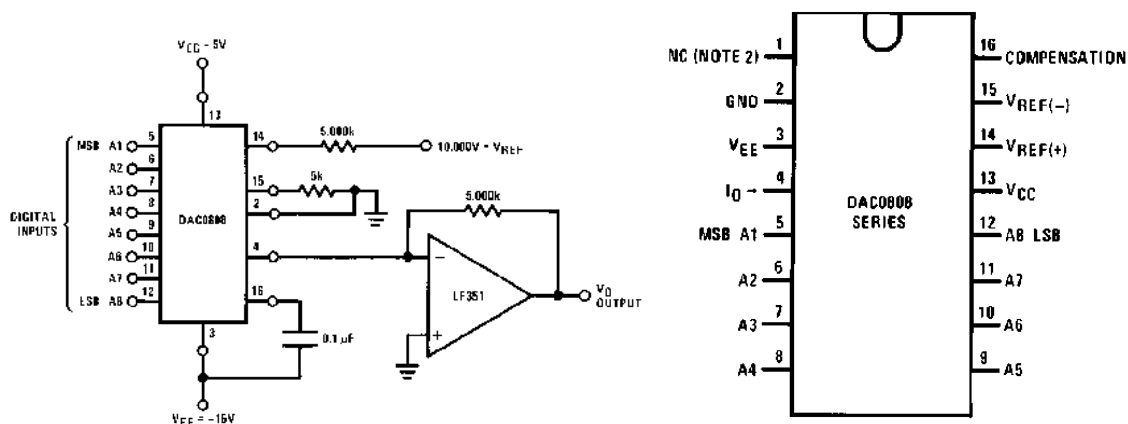 VCC = 5V
13
MSB A1 5
A2 6
A3 7
A4 8
A5 9
A6 10
A7 11
LSB A8 12
DIGITAL
INPUTS
DAC0808
14
5.000k
10.000V = VREF
15
5k
2
4
5.000k
16
0.1 μF
3
VEE = -15V
−
+
LF351
VO
OUTPUT
NC (NOTE 2) 1
GND 2
VEE 3
IO → 4
MSB A1 5
A2 6
A3 7
A4 8
DAC0808
SERIES
16 COMPENSATION
15 VREF(−)
14 VREF(+)
13 VCC
12 A8 LSB
11 A7
10 A6
9 A5